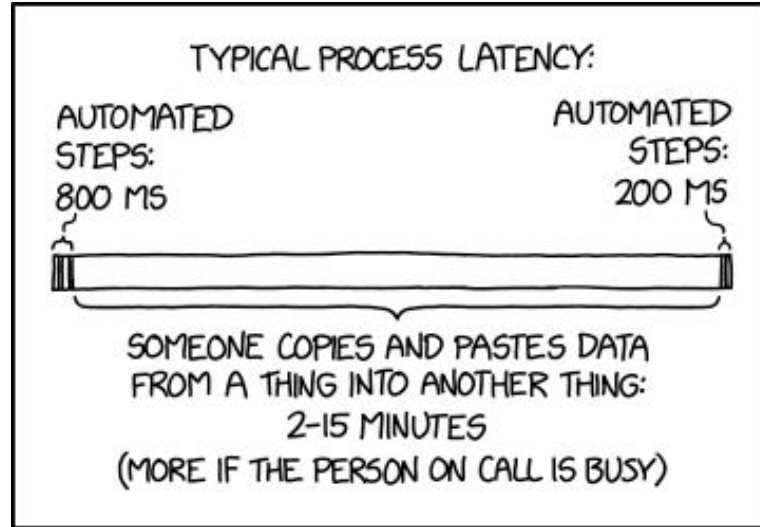 TYPICAL PROCESS LATENCY:
AUTOMATED
STEPS:
800 MS
AUTOMATED
STEPS:
200 MS
SOMEONE COPIES AND PASTES DATA
FROM A THING INTO ANOTHER THING:
2-15 MINUTES
(MORE IF THE PERSON ON CALL IS BUSY)